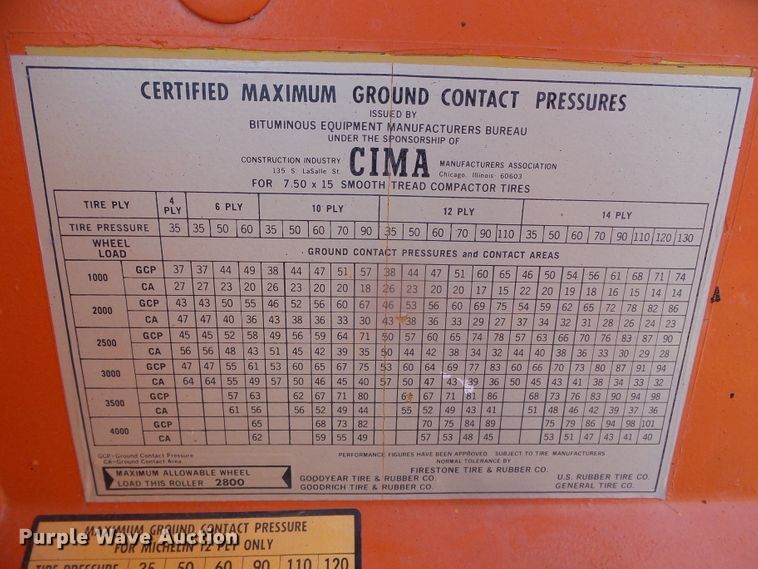 CERTIFIED MAXIMUM GROUND CONTACT PRESSURES
ISSUED BY
BITUMINOUS EQUIPMENT MANUFACTURERS BUREAU
UNDER THE SPONSORSHIP OF
CONSTRUCTION INDUSTRY CIMA MANUFACTURERS ASSOCIATION
135 S. LaSalle St. Chicago, Illinois 60603
FOR 7.50 x 15 SMOOTH TREAD COMPACTOR TIRES
TIRE PLY 4 PLY 6 PLY 10 PLY 12 PLY 14 PLY
TIRE PRESSURE 35 35 50 60 35 50 60 70 90 35 50 60 70 90 110 35 50 60 70 90 110 120 130
WHEEL LOAD GROUND CONTACT PRESSURES and CONTACT AREAS
1000 GCP 37 37 44 49 38 44 47 51 57 38 44 47 51 60 65 46 50 54 56 61 68 71 74
CA 27 27 23 20 26 23 20 20 18 26 23 20 20 17 15 22 20 19 18 16 15 14 14
2000 GCP 43 43 50 55 46 52 56 60 67 46 53 56 60 69 75 54 59 62 65 72 78 82 86
CA 47 47 40 36 43 38 36 33 30 43 38 36 33 29 27 37 34 32 31 28 26 24 23
2500 GCP 45 45 52 58 49 56 59 64 71 50 57 60 65 74 78 57 63 66 70 76 83 87 90
CA 56 56 48 43 51 45 42 39 35 50 44 42 38 34 32 44 40 38 36 33 30 29 28
3000 GCP 47 47 55 61 53 60 65 67 75 53 60 64 69 77 83 60 66 70 73 80 87 91 94
CA 64 64 55 49 57 50 46 45 40 57 50 47 43 39 36 50 45 43 41 38 34 33 32
3500 GCP 57 63 62 67 71 80 67 71 81 86 68 73 76 83 90 94 98
CA 61 56 56 52 49 44 55 52 49 43 41 51 48 46 42 39 37 36
4000 GCP 65 68 73 82 70 75 84 89 75 79 86 94 98 101
CA 62 59 55 49 57 53 48 45 53 51 47 43 41 40
GCP-Ground Contact Pressure
CA-Ground Contact Area
PERFORMANCE FIGURES HAVE BEEN APPROVED SUBJECT TO TIRE MANUFACTURERS
NORMAL TOLERANCE BY
FIRESTONE TIRE & RUBBER CO.
GOODYEAR TIRE & RUBBER CO. U.S. RUBBER TIRE CO.
GOODRICH TIRE & RUBBER CO. GENERAL TIRE CO.
MAXIMUM ALLOWABLE WHEEL
LOAD THIS ROLLER 2800
MAXIMUM GROUND CONTACT PRESSURE
FOR MICHELIN 12 PLY ONLY
TIRE PRESSURE 35 50 60 90 110 120
Purple Wave Auction